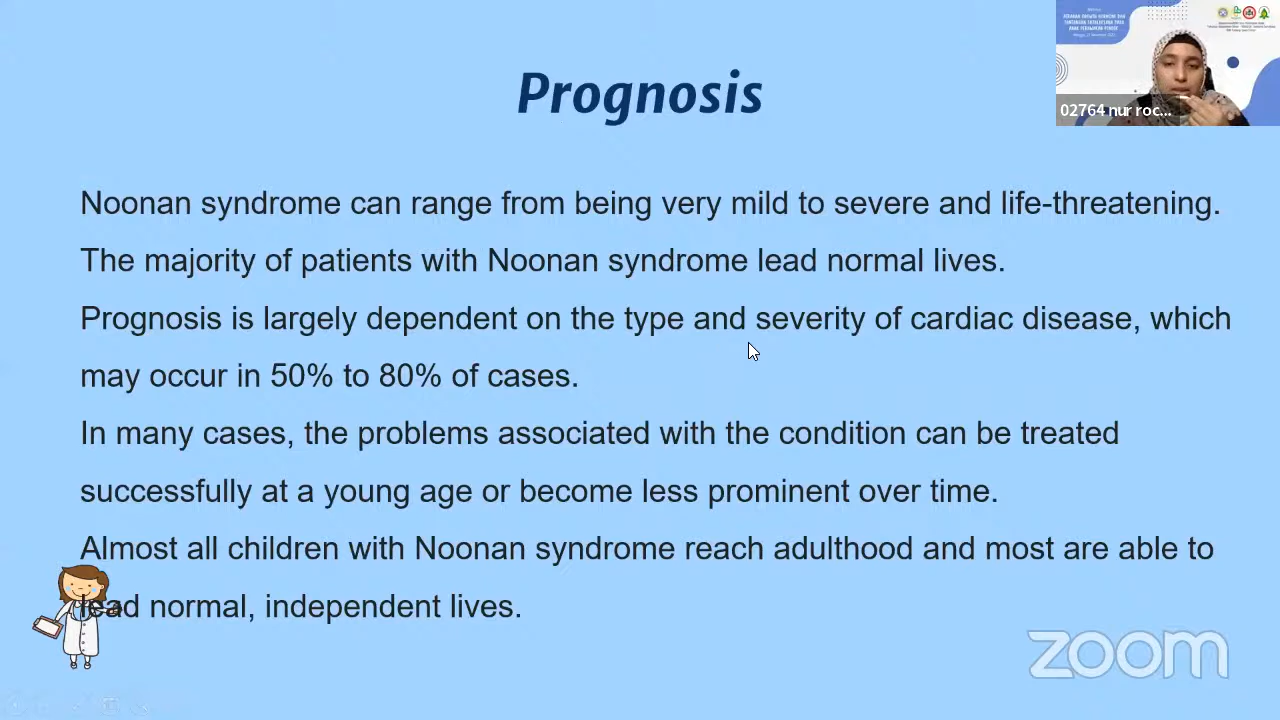 Prognosis
02764 nur roc...
Noonan syndrome can range from being very mild to severe and life-threatening.
The majority of patients with Noonan syndrome lead normal lives.
Prognosis is largely dependent on the type and severity of cardiac disease, which
may occur in 50% to 80% of cases.
In many cases, the problems associated with the condition can be treated
successfully at a young age or become less prominent over time.
Almost all children with Noonan syndrome reach adulthood and most are able to
lead normal, independent lives.
zoom